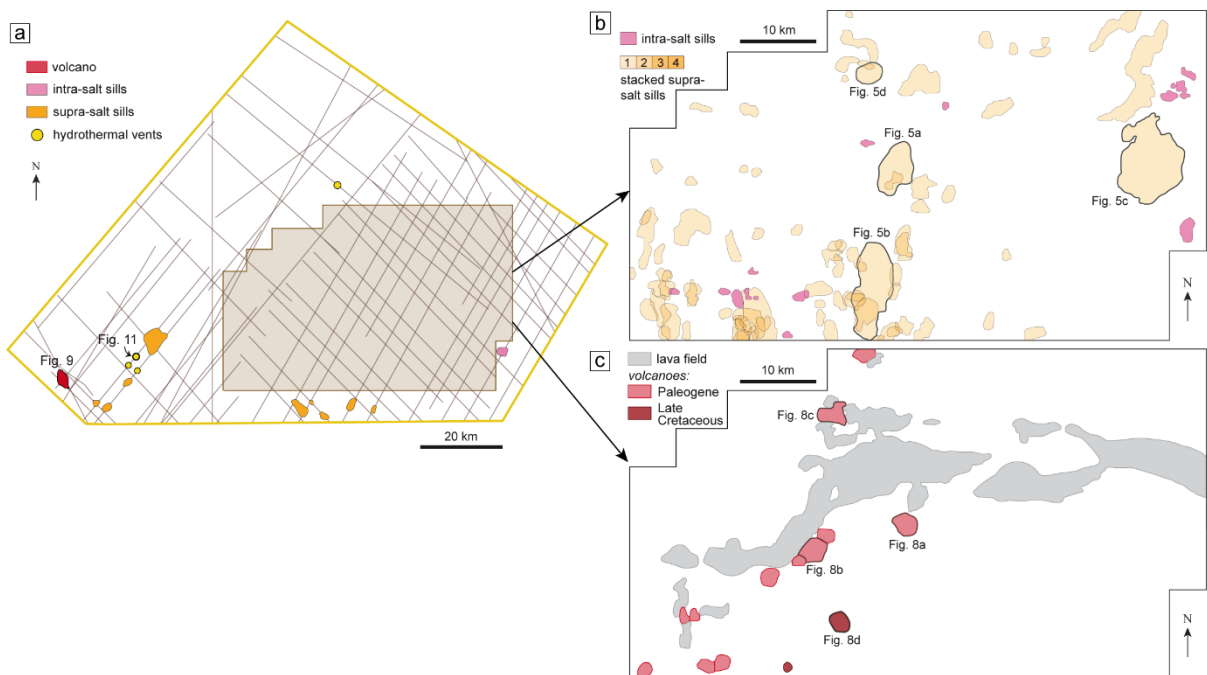 a
volcano
intra-salt sills
supra-salt sills
hydrothermal vents
N
Fig. 11
Fig. 9
20 km
b
intra-salt sills
1 2 3 4
stacked supra-
salt sills
10 km
Fig. 5d
Fig. 5a
Fig. 5c
Fig. 5b
N
c
lava field
volcanoes:
Paleogene
Late
Cretaceous
10 km
Fig. 8c
Fig. 8a
Fig. 8b
Fig. 8d
N